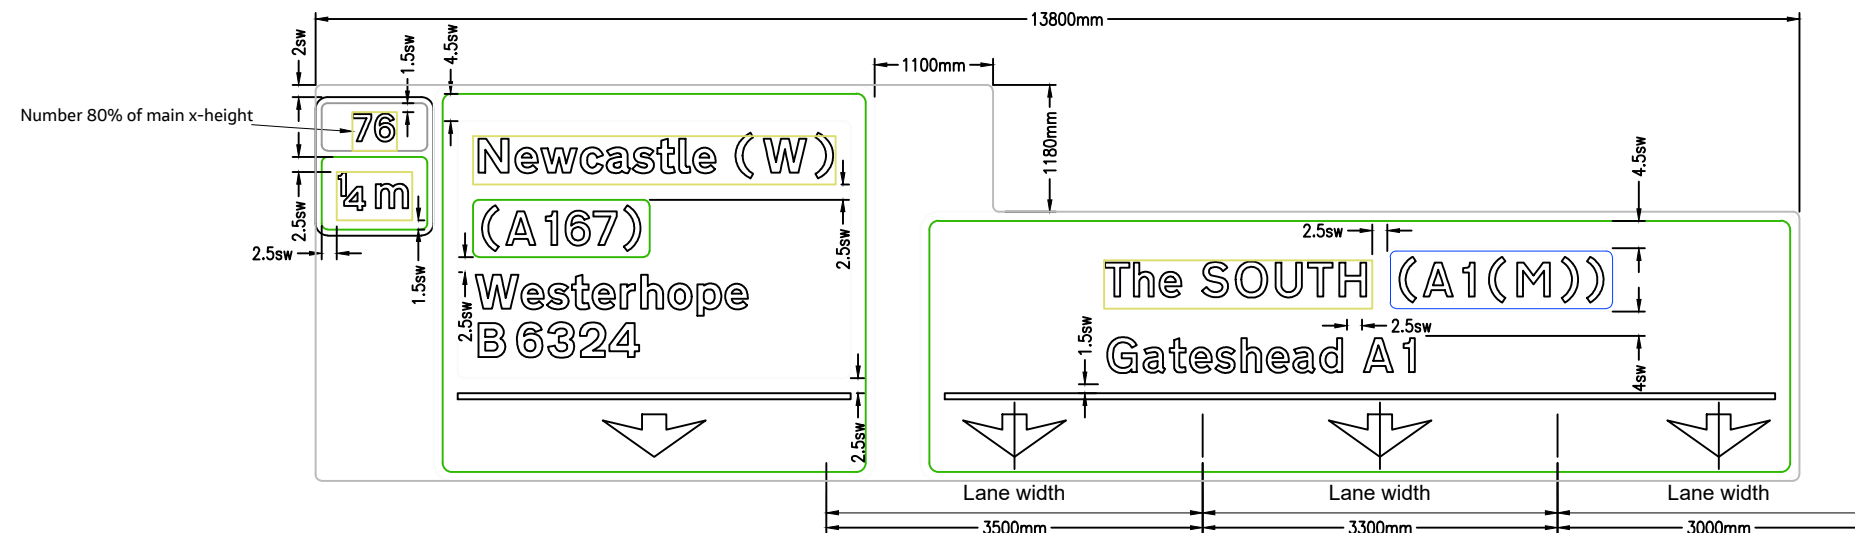 13800mm
2sw
1.5sw
4.5sw
1100mm
Number 80% of main x-height
76
1180mm
Newcastle (W)
4.5sw
¼ m
2.5sw
(A167)
2.5sw
2.5sw
2.5sw
1.5sw
The SOUTH (A1(M))
Westerhope
2.5sw
2.5sw
B6324
1.5sw
Gateshead A1
4sw
2.5sw
Lane width Lane width Lane width
3500mm 3300mm 3000mm